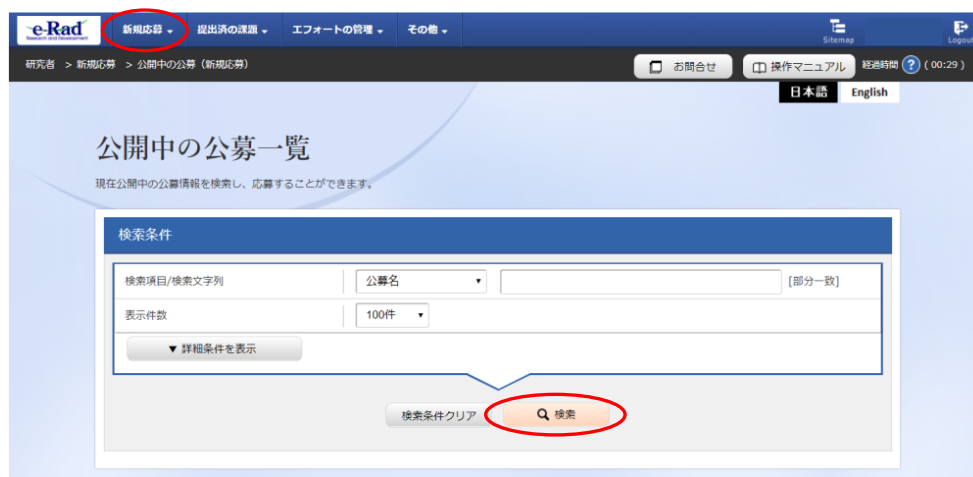 e-Rad
Research and Development
新規応募 提出済の課題 エフォートの管理 その他 Sitemap Logout
研究者 > 新規応募 > 公開中の公募（新規応募） お問合せ 操作マニュアル 経過時間 ? ( 00:29 )
日本語 English
公開中の公募一覧
現在公開中の公募情報を検索し、応募することができます。
検索条件
検索項目/検索文字列 公募名 [部分一致]
表示件数 100件
▼ 詳細条件を表示
検索条件クリア 検索